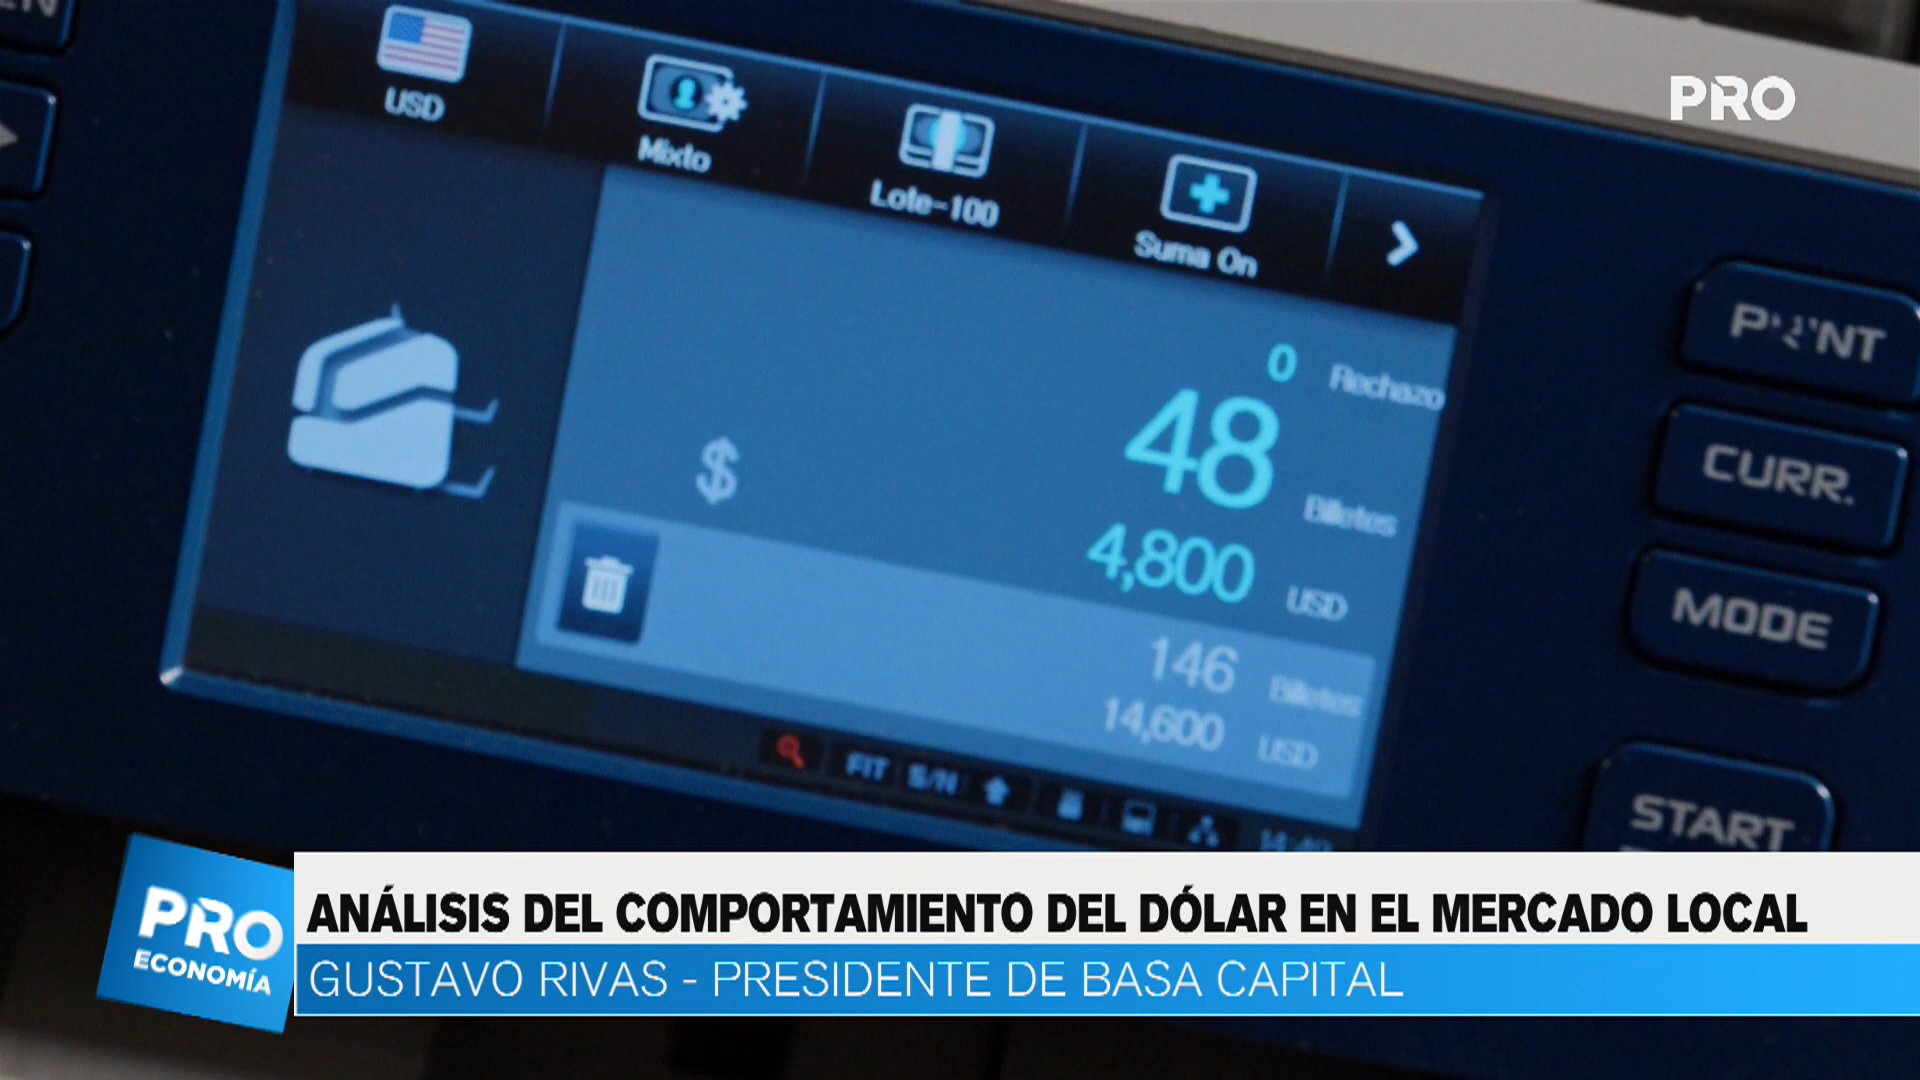 USD
Mixto
Lote-100
Suma On
PRO
0 Rechazo
$
48 Billetes
4,800 USD
146 Billetes
14,600 USD
FIT S/N
CURR.
MODE
START
PRO
ECONOMÍA
ANÁLISIS DEL COMPORTAMIENTO DEL DÓLAR EN EL MERCADO LOCAL
GUSTAVO RIVAS - PRESIDENTE DE BASA CAPITAL